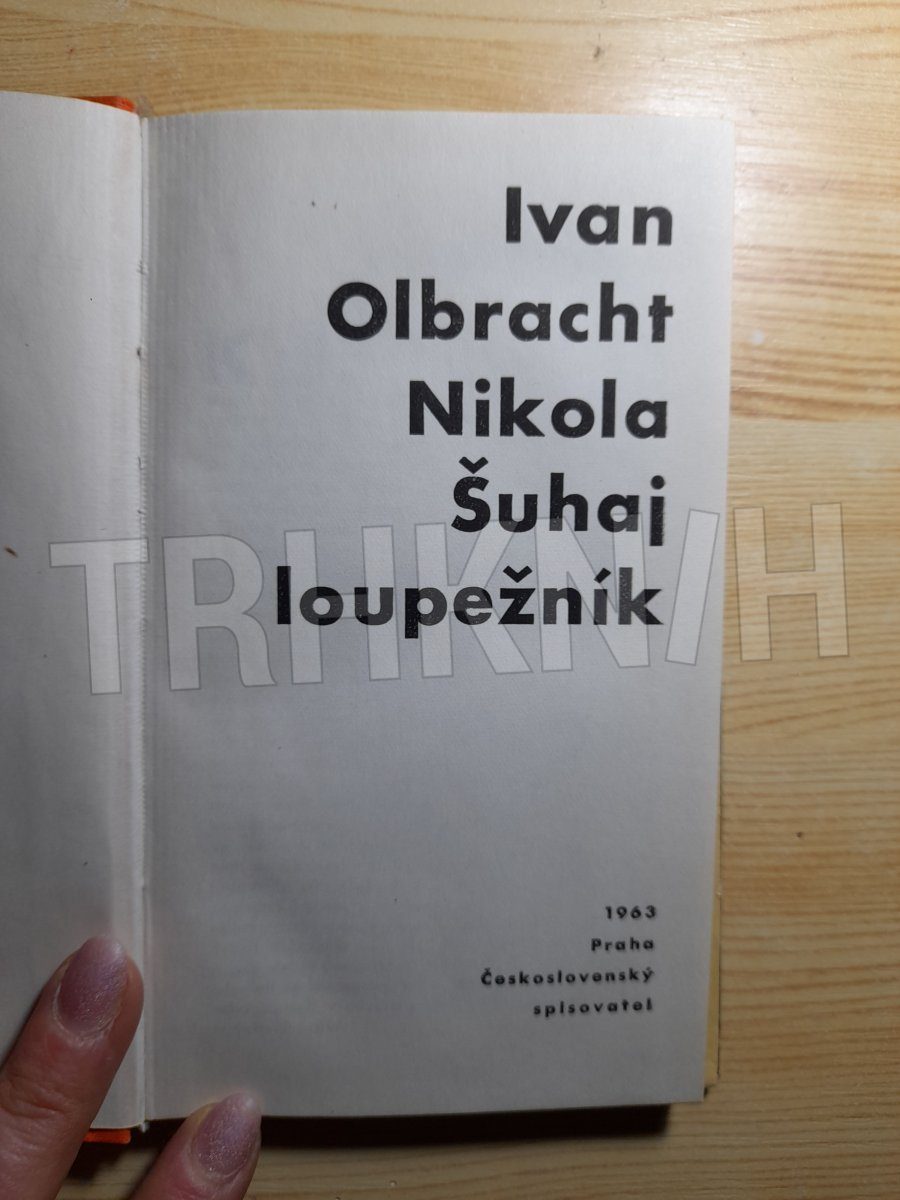 Ivan
Olbracht
Nikola
Šuhaj
loupežník
TRHKNIH
1963
Praha
Československý
spisovatel